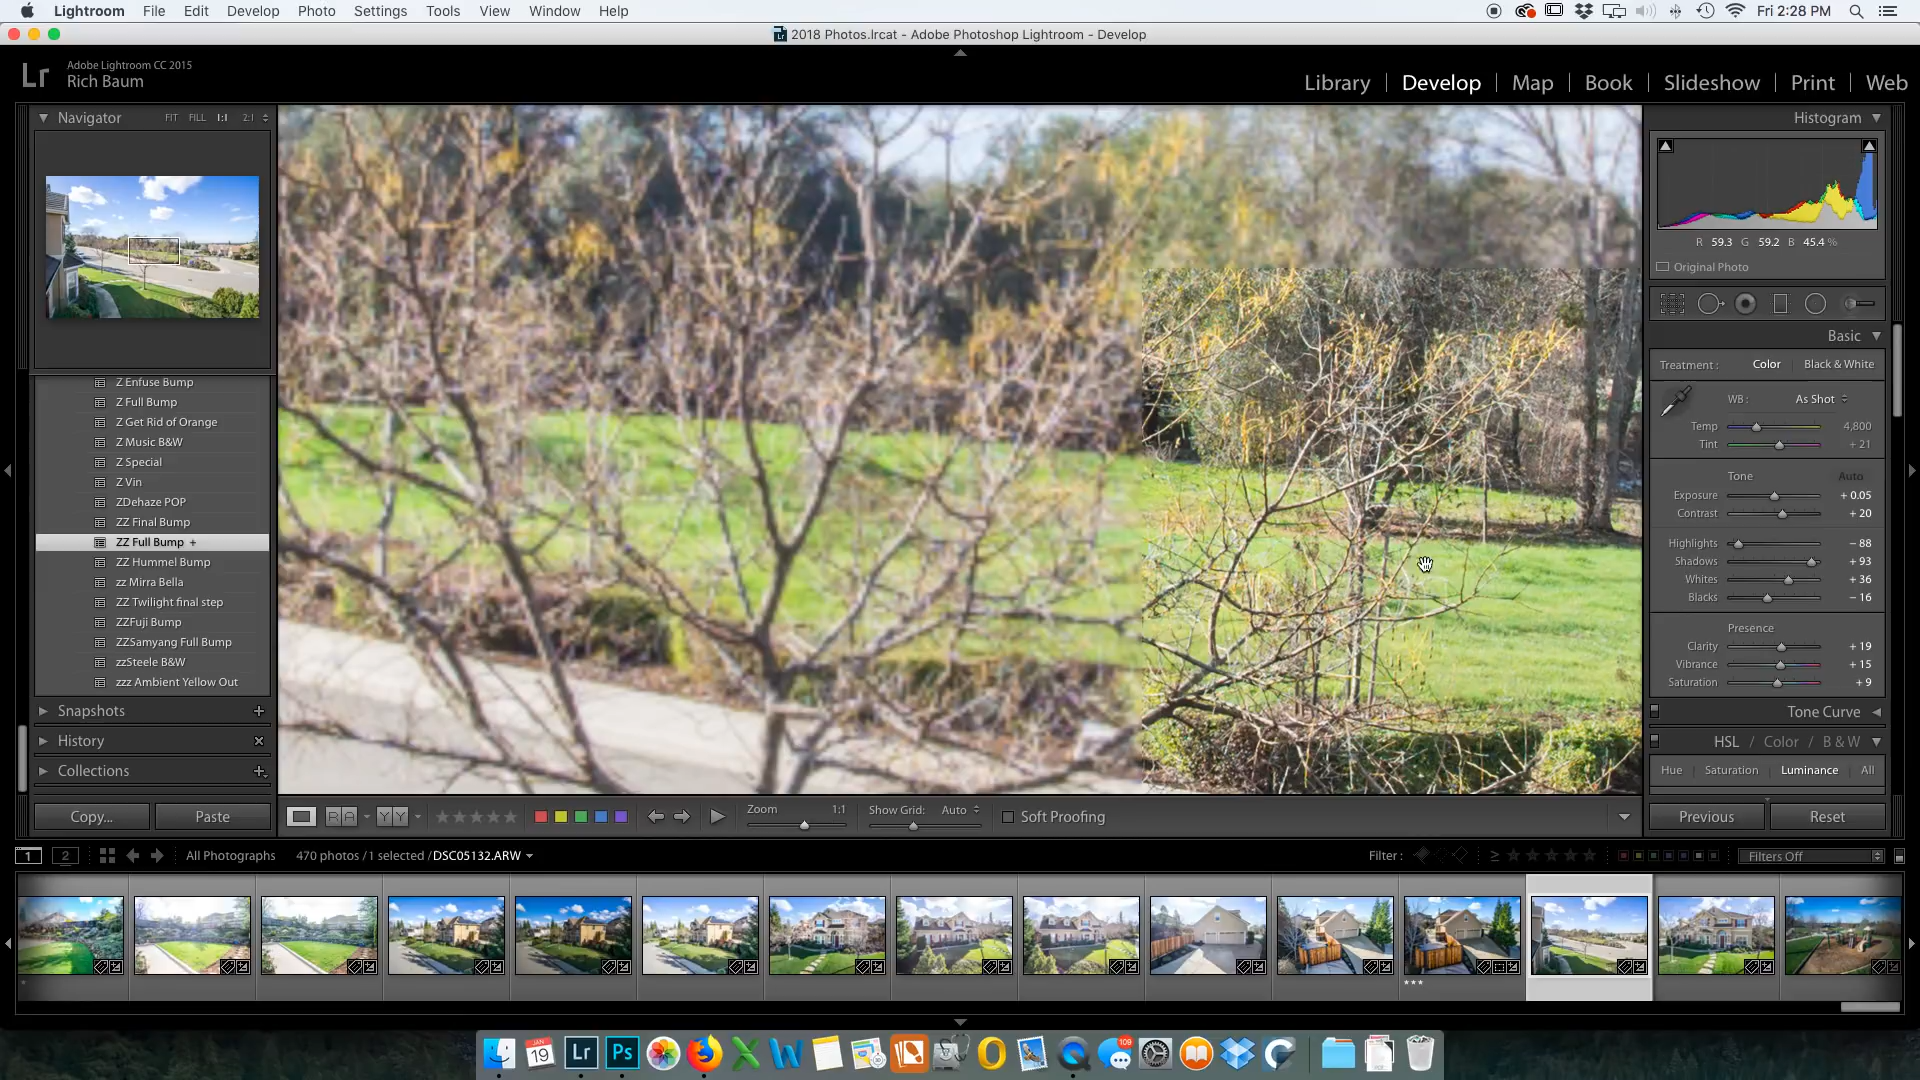 Lightroom File Edit Develop Photo Settings Tools View Window Help Fri 2:28 PM
2018 Photos.lrcat - Adobe Photoshop Lightroom - Develop
Lr Adobe Lightroom CC 2015
Rich Baum
Library Develop Map Book Slideshow Print Web
Navigator FIT FILL 1:1 2:1
Histogram
R 59.3 G 59.2 B 45.4 %
Original Photo
Basic
Treatment : Color Black & White
WB : As Shot
Temp 4,800
Tint + 21
Tone Auto
Exposure + 0.05
Contrast + 20
Highlights – 88
Shadows + 93
Whites + 36
Blacks – 16
Presence
Clarity + 19
Vibrance + 15
Saturation + 9
Tone Curve
HSL / Color / B & W
Hue Saturation Luminance All
Previous Reset
Z Enfuse Bump
Z Full Bump
Z Get Rid of Orange
Z Music B&W
Z Special
Z Vin
ZDehaze POP
ZZ Final Bump
ZZ Full Bump +
ZZ Hummel Bump
zz Mirra Bella
ZZ Twilight final step
ZZFuji Bump
ZZSamyang Full Bump
zzSteele B&W
zzz Ambient Yellow Out
Snapshots
History
Collections
Copy... Paste
R A Y Y Zoom 1:1 Show Grid: Auto Soft Proofing
1 2 All Photographs 470 photos / 1 selected / DSC05132.ARW Filter : Filters Off
JAN
19
Lr
Ps
109